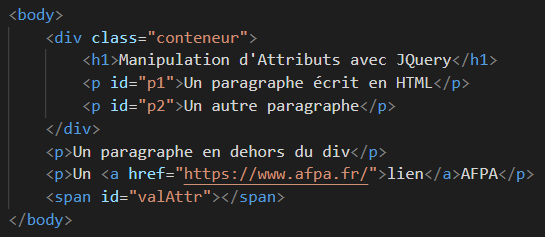 <body>
<div class="conteneur">
<h1>Manipulation d'Attributs avec JQuery</h1>
<p id="p1">Un paragraphe écrit en HTML</p>
<p id="p2">Un autre paragraphe</p>
</div>
<p>Un paragraphe en dehors du div</p>
<p>Un <a href="https://www.afpa.fr/">lien</a>AFPA</p>
<span id="valAttr"></span>
</body>